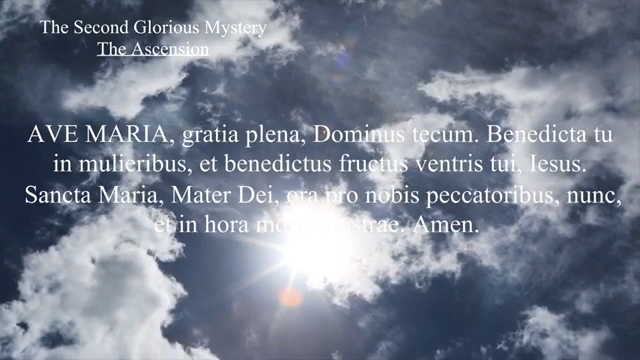 The Second Glorious Mystery
The Ascension
AVE MARIA, gratia plena, Dominus tecum. Benedicta tu
in mulieribus, et benedictus fructus ventris tui, Iesus.
Sancta Maria, Mater Dei, ora pro nobis peccatoribus, nunc,
et in hora mortis nostrae. Amen.